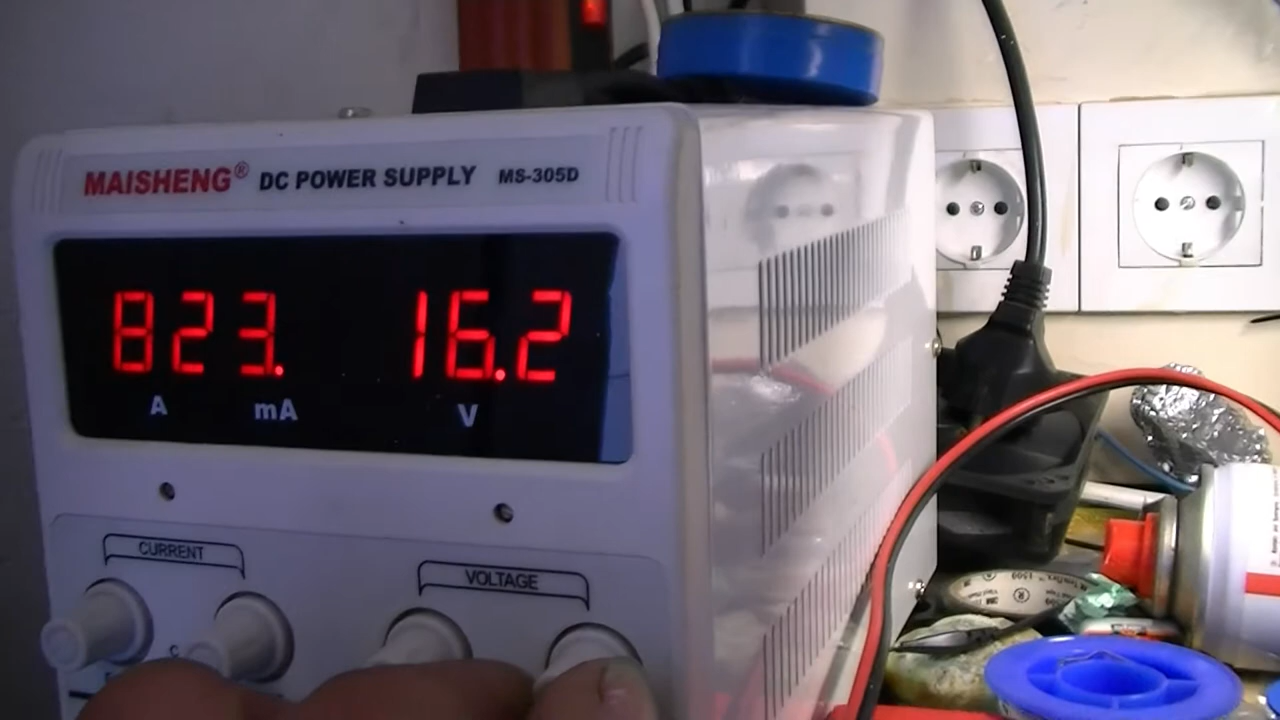 MAISHENG® DC POWER SUPPLY MS-305D
823. 16.2
A mA V
CURRENT
VOLTAGE